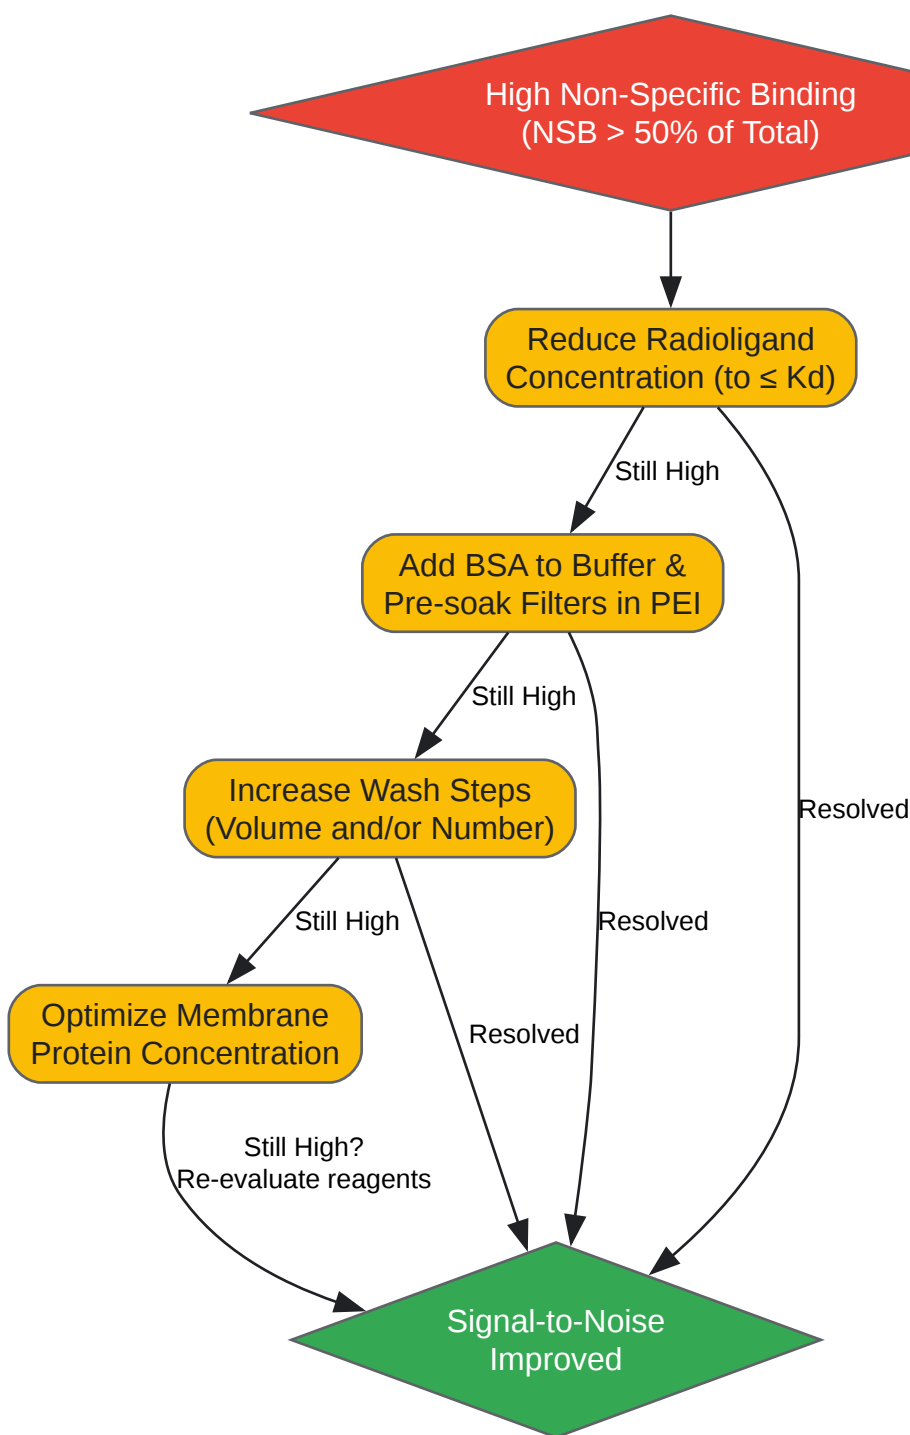 High Non-Specific Binding
(NSB > 50% of Total)
Reduce Radioligand
Concentration (to ≤ Kd)
Still High
Add BSA to Buffer &
Pre-soak Filters in PEI
Still High
Increase Wash Steps
(Volume and/or Number)
Resolved
Still High
Resolved
Optimize Membrane
Protein Concentration
Resolved
Still High?
Re-evaluate reagents
Signal-to-Noise
Improved